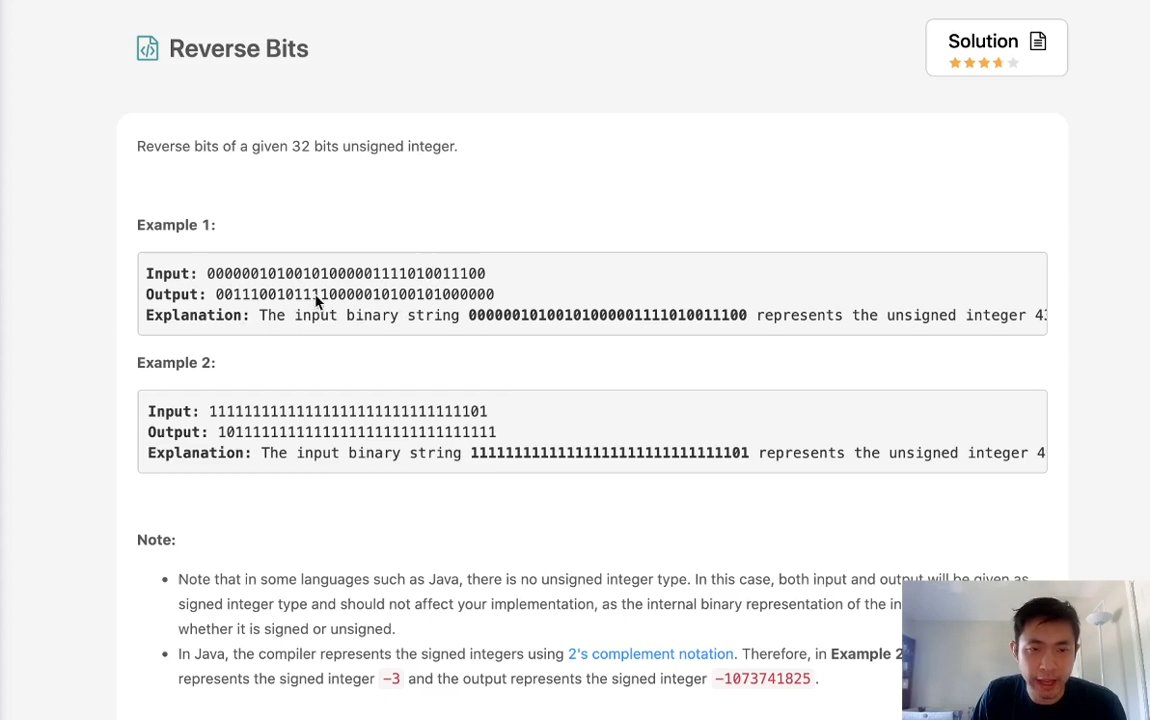 Reverse Bits
Solution
Reverse bits of a given 32 bits unsigned integer.
Example 1:
Input: 00000010100101000001111010011100
Output: 00111001011110000010100101000000
Explanation: The input binary string 00000010100101000001111010011100 represents the unsigned integer 4
Example 2:
Input: 11111111111111111111111111111101
Output: 10111111111111111111111111111111
Explanation: The input binary string 11111111111111111111111111111101 represents the unsigned integer 4
Note:
• Note that in some languages such as Java, there is no unsigned integer type. In this case, both input and output will be given as
signed integer type and should not affect your implementation, as the internal binary representation of the in
whether it is signed or unsigned.
• In Java, the compiler represents the signed integers using 2's complement notation. Therefore, in Example 2
represents the signed integer -3 and the output represents the signed integer -1073741825.